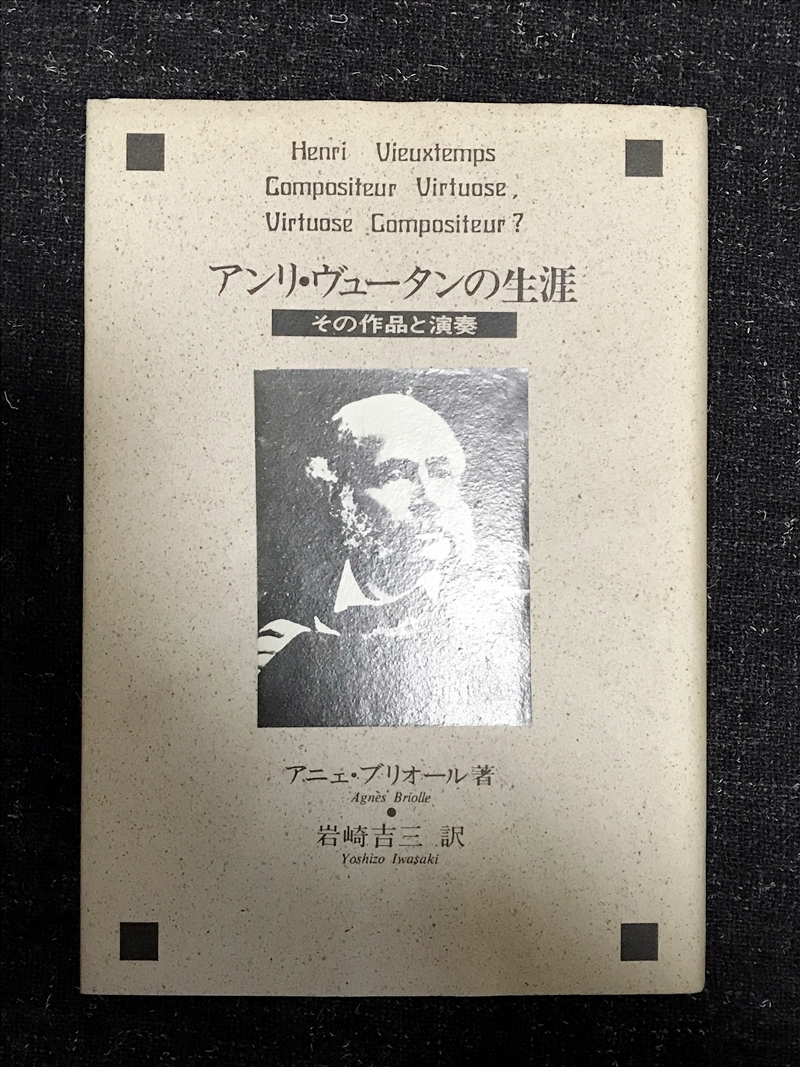 Henri Vieuxtemps
Compositeur Virtuose,
Virtuose Compositeur?
アンリ・ヴュータンの生涯
その作品と演奏
アニェ・ブリオール 著
Agnès Briolle
岩崎吉三 訳
Yoshizo Iwasaki